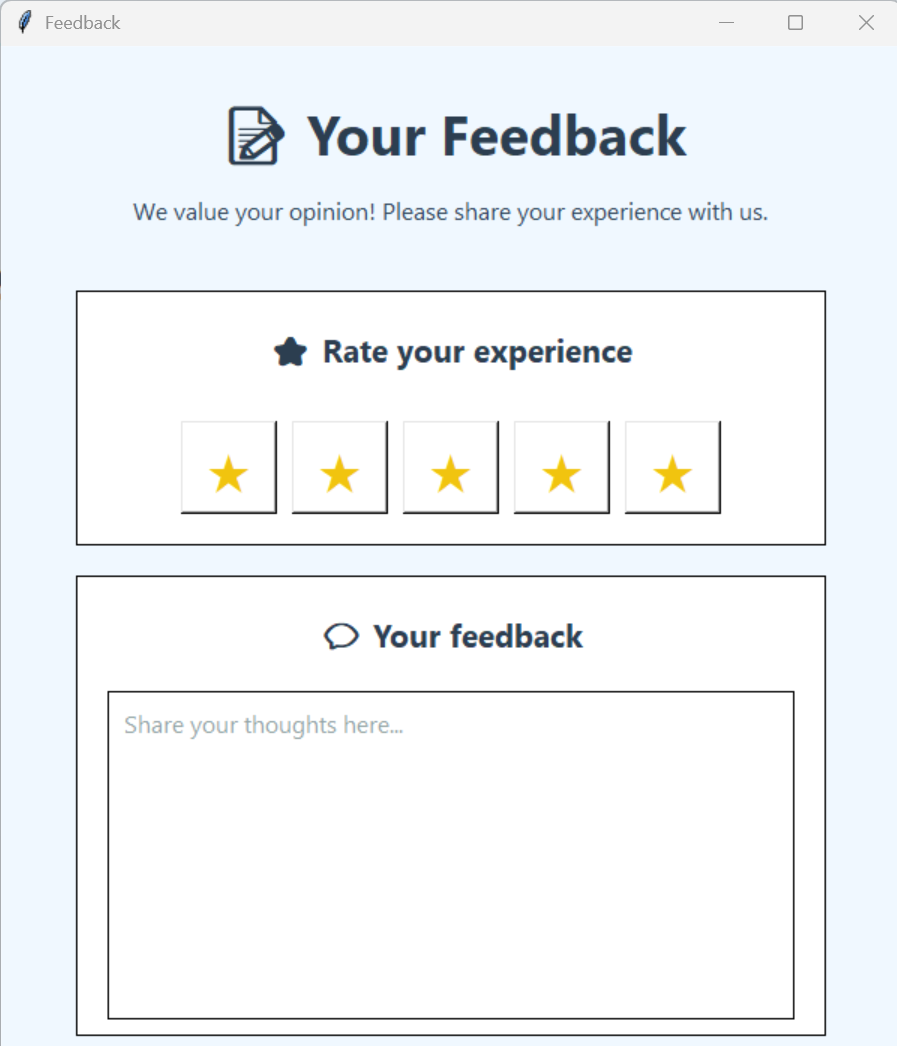 Feedback
📝 Your Feedback
We value your opinion! Please share your experience with us.
⭐ Rate your experience
★ ★ ★ ★ ★
💬 Your feedback
Share your thoughts here...